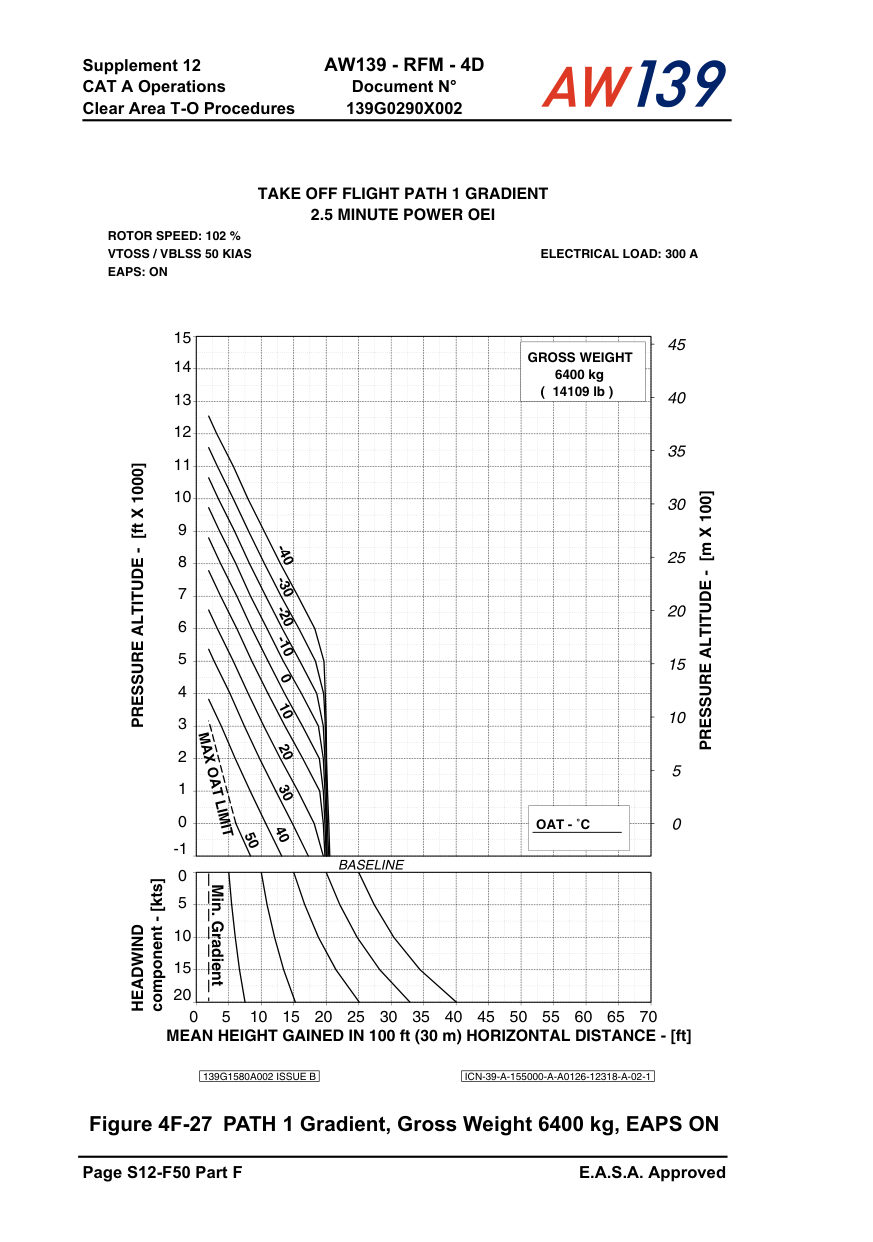 Supplement 12
CAT A Operations
Clear Area T-O Procedures
AW139 - RFM - 4D
Document N°
139G0290X002
AW139
TAKE OFF FLIGHT PATH 1 GRADIENT
2.5 MINUTE POWER OEI
ROTOR SPEED: 102 %
VTOSS / VBLSS 50 KIAS
EAPS: ON
ELECTRICAL LOAD: 300 A
PRESSURE ALTITUDE - [ft X 1000]
15
14
13
12
11
10
9
8
7
6
5
4
3
2
1
0
-1
GROSS WEIGHT
6400 kg
( 14109 lb )
-40
-30
-20
-10
0
10
20
30
40
50
MAX OAT LIMIT
OAT - ˚C
45
40
35
30
25
20
15
10
5
0
PRESSURE ALTITUDE - [m X 100]
BASELINE
HEADWIND
component - [kts]
0
5
10
15
20
Min. Gradient
0 5 10 15 20 25 30 35 40 45 50 55 60 65 70
MEAN HEIGHT GAINED IN 100 ft (30 m) HORIZONTAL DISTANCE - [ft]
139G1580A002 ISSUE B
ICN-39-A-155000-A-A0126-12318-A-02-1
Figure 4F-27 PATH 1 Gradient, Gross Weight 6400 kg, EAPS ON
Page S12-F50 Part F
E.A.S.A. Approved